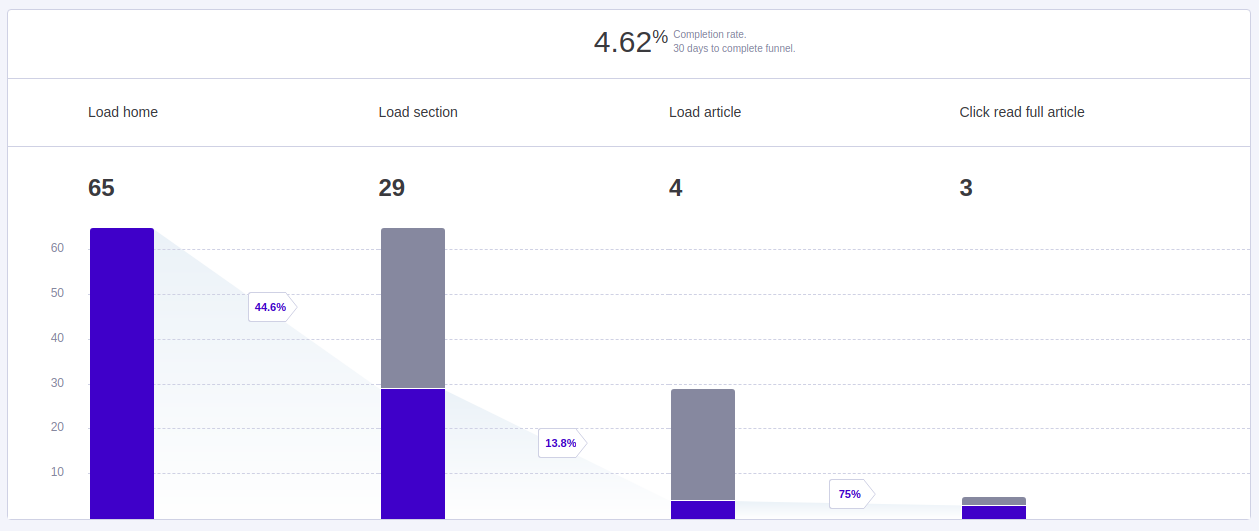 4.62% Completion rate.
30 days to complete funnel.
Load home Load section Load article Click read full article
65 29 4 3
60
50
44.6%
40
30
20
13.8%
10
75%